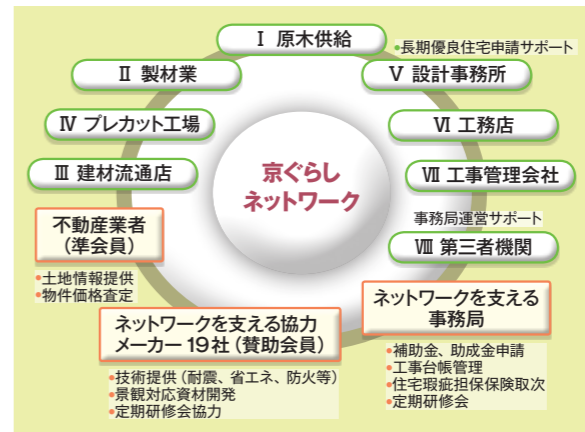 Ⅰ 原木供給
•長期優良住宅申請サポート
Ⅱ 製材業
Ⅴ 設計事務所
Ⅳ プレカット工場
Ⅵ 工務店
京ぐらし
ネットワーク
Ⅲ 建材流通店
Ⅶ 工事管理会社
事務局運営サポート
不動産業者
(準会員)
Ⅷ 第三者機関
•土地情報提供
•物件価格査定
ネットワークを支える
事務局
ネットワークを支える協力
メーカー 19社 (賛助会員)
•補助金、助成金申請
•工事台帳管理
•住宅瑕疵担保保険取次
•定期研修会
•技術提供 (耐震、省エネ、防火等)
•景観対応資材開発
•定期研修会協力